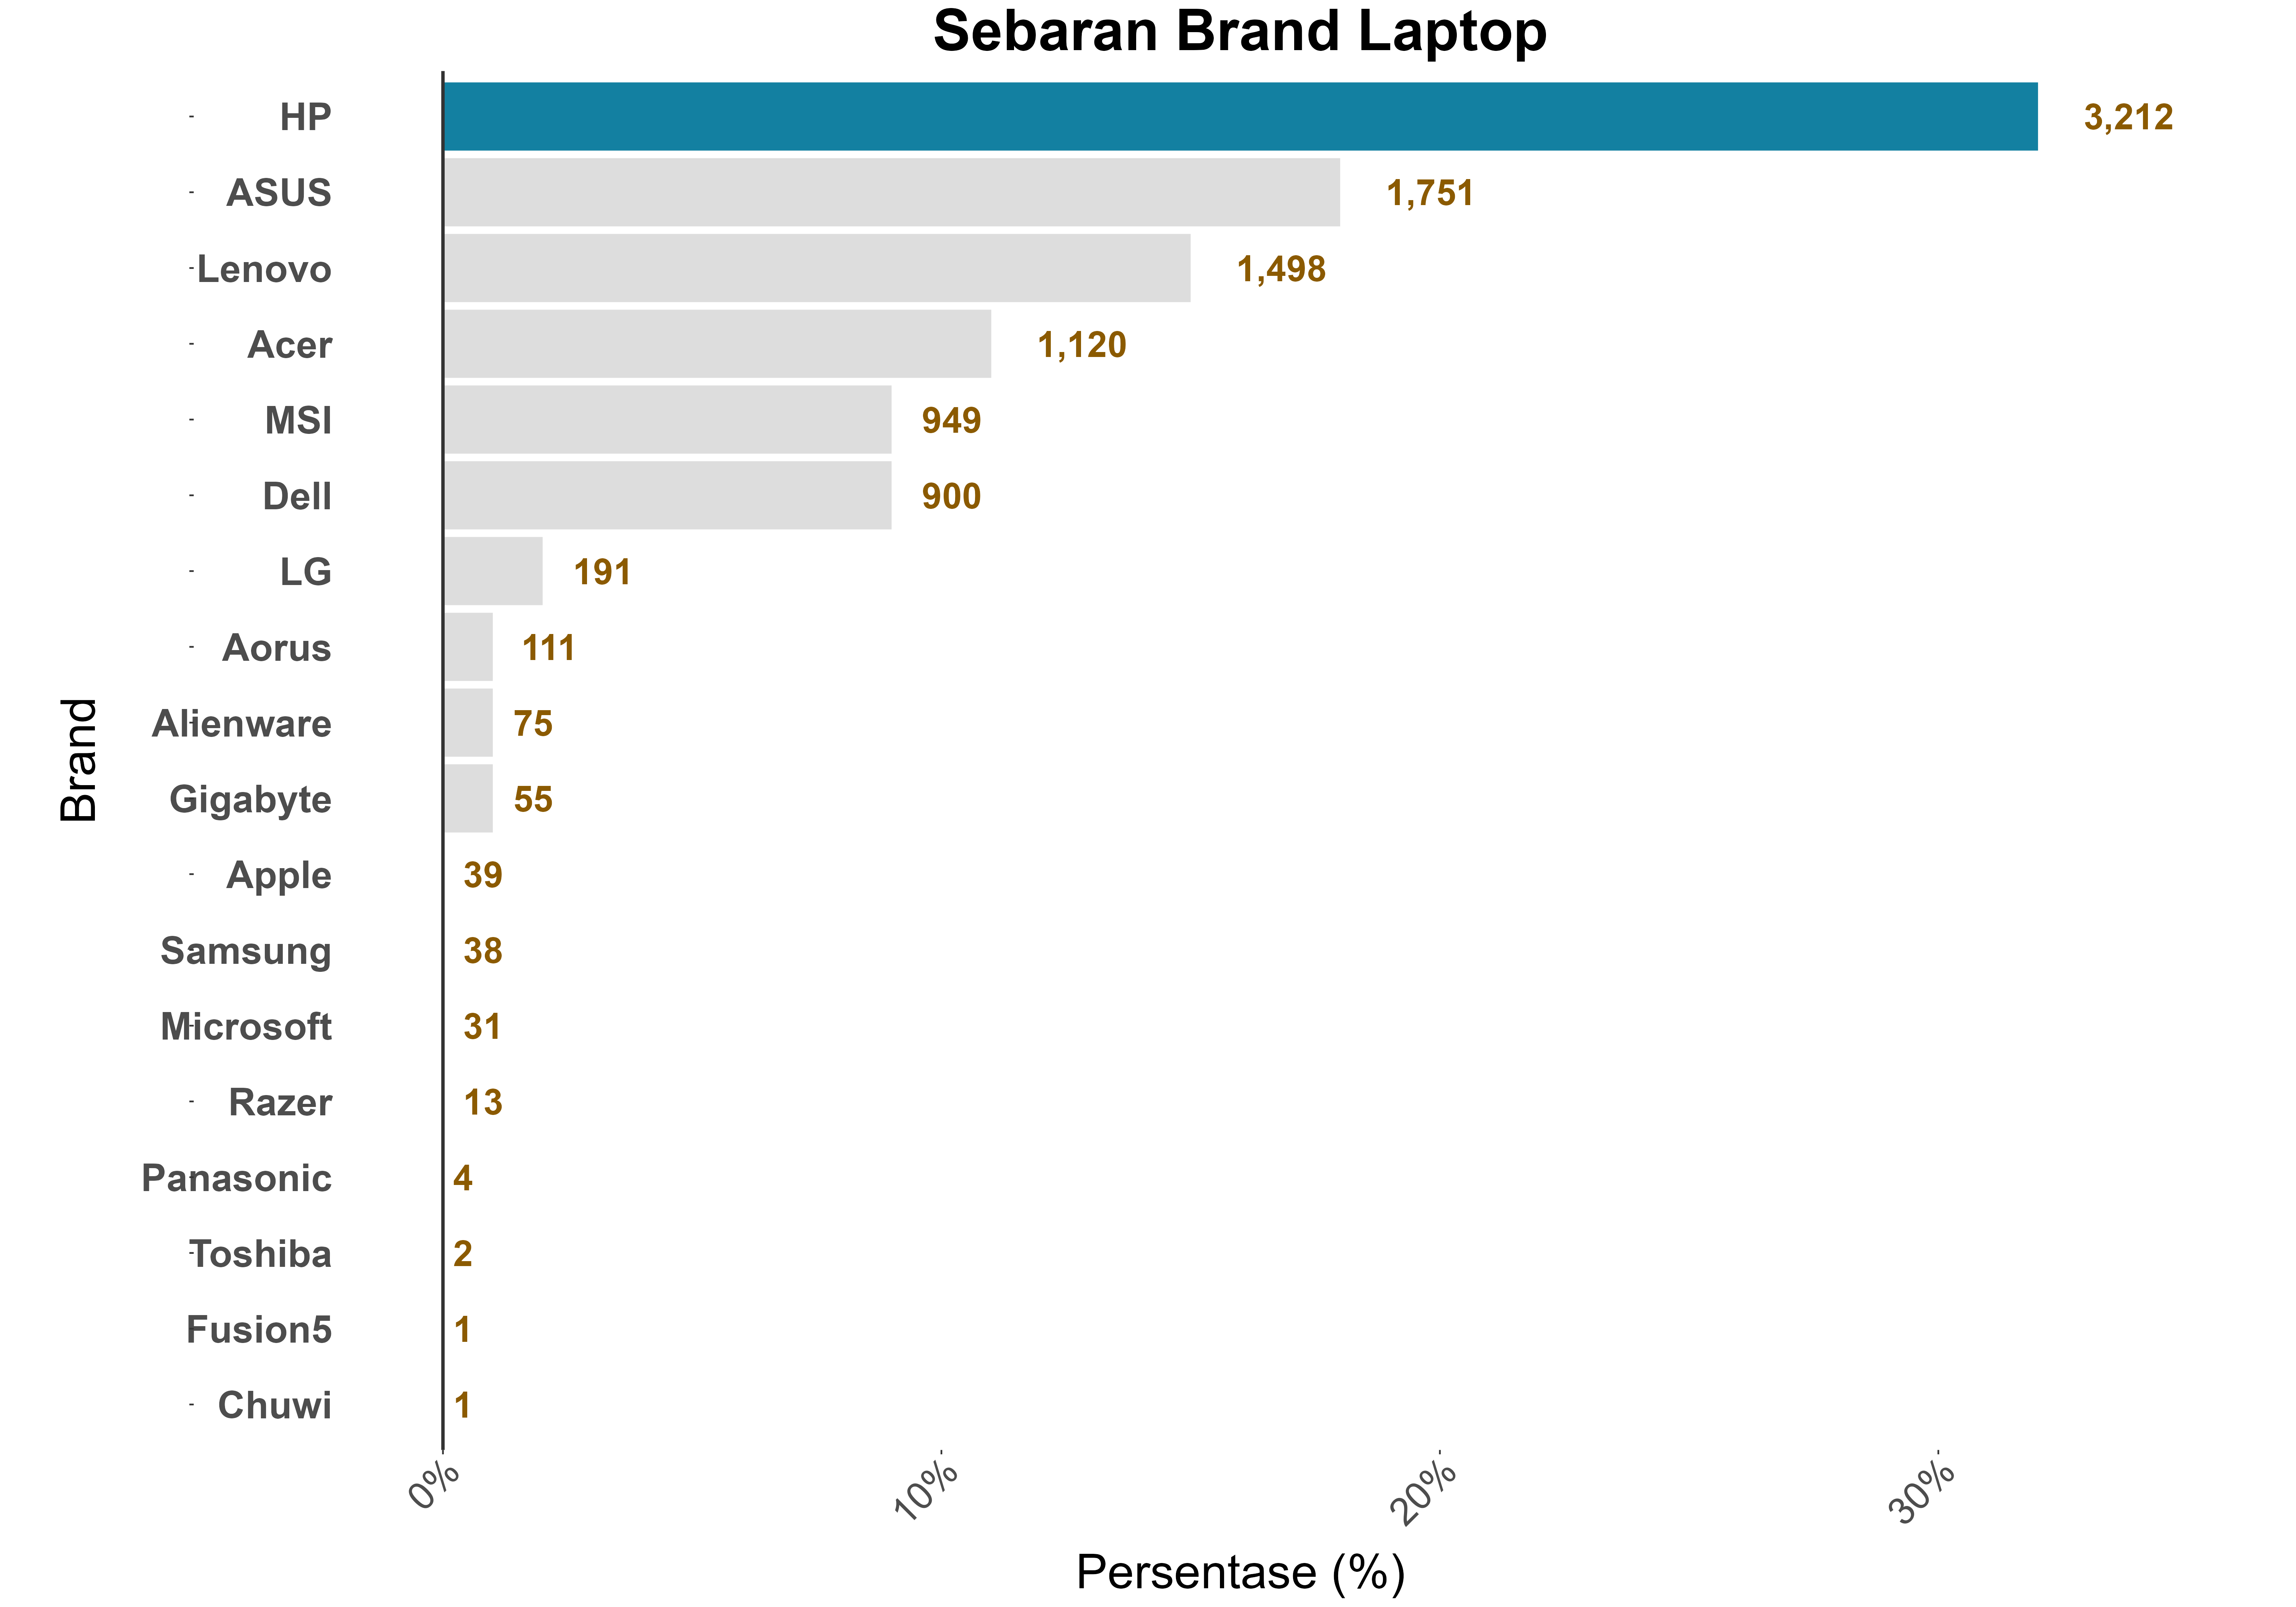 Sebaran Brand Laptop
HP 3,212
ASUS 1,751
Lenovo 1,498
Acer 1,120
MSI 949
Dell 900
LG 191
Aorus 111
Alienware 75
Gigabyte 55
Apple 39
Samsung 38
Microsoft 31
Razer 13
Panasonic 4
Toshiba 2
Fusion5 1
Chuwi 1
Brand
0% 10% 20% 30%
Persentase (%)